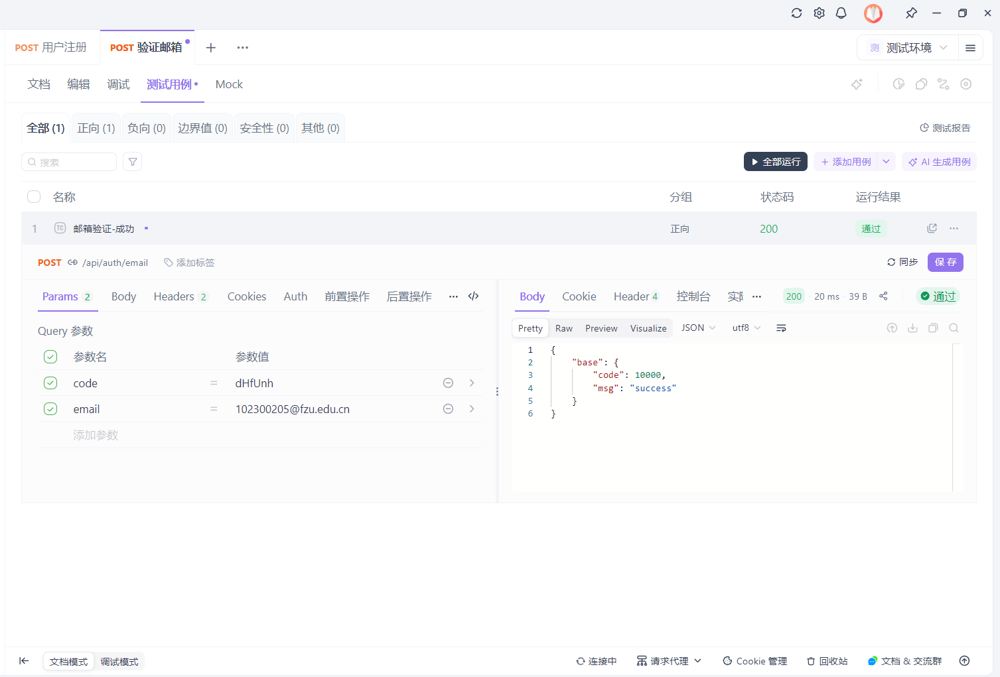 POST 用户注册 POST 验证邮箱 测 测试环境
文档 编辑 调试 测试用例 Mock
全部 (1) 正向 (1) 负向 (0) 边界值 (0) 安全性 (0) 其他 (0) 测试报告
搜索 全部运行 添加用例 AI 生成用例
名称 分组 状态码 运行结果
1 TC 邮箱验证-成功 正向 200 通过
POST /api/auth/email 添加标签 同步 保 存
Params 2 Body Headers 2 Cookies Auth 前置操作 后置操作
Body Cookie Header 4 控制台 200 · 20 ms · 39 B 通过
Query 参数
Pretty Raw Preview Visualize JSON utf8
参数名 参数值
code = dHfUnh
email = 102300205@fzu.edu.cn
添加参数
1 {
2 "base": {
3 "code": 10000,
4 "msg": "success"
5 }
6 }
文档模式 调试模式 连接中 请求代理 Cookie 管理 回收站 文档 & 交流群